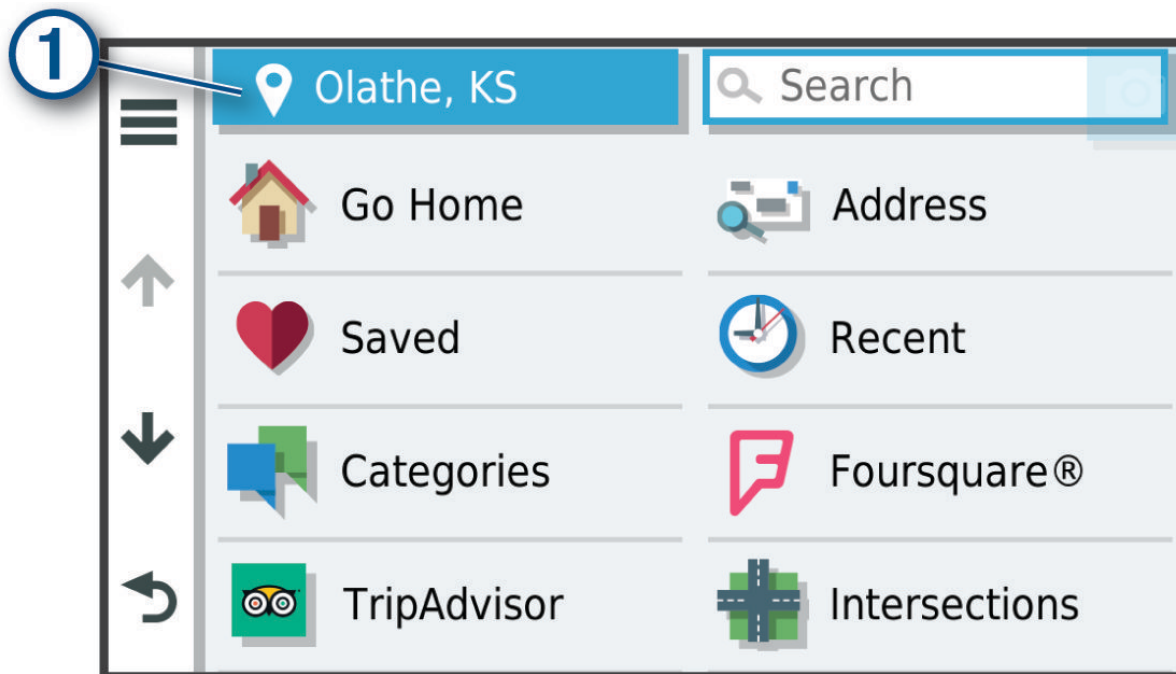 1
Olathe, KS
Search
Go Home
Address
Saved
Recent
Categories
Foursquare®
TripAdvisor
Intersections